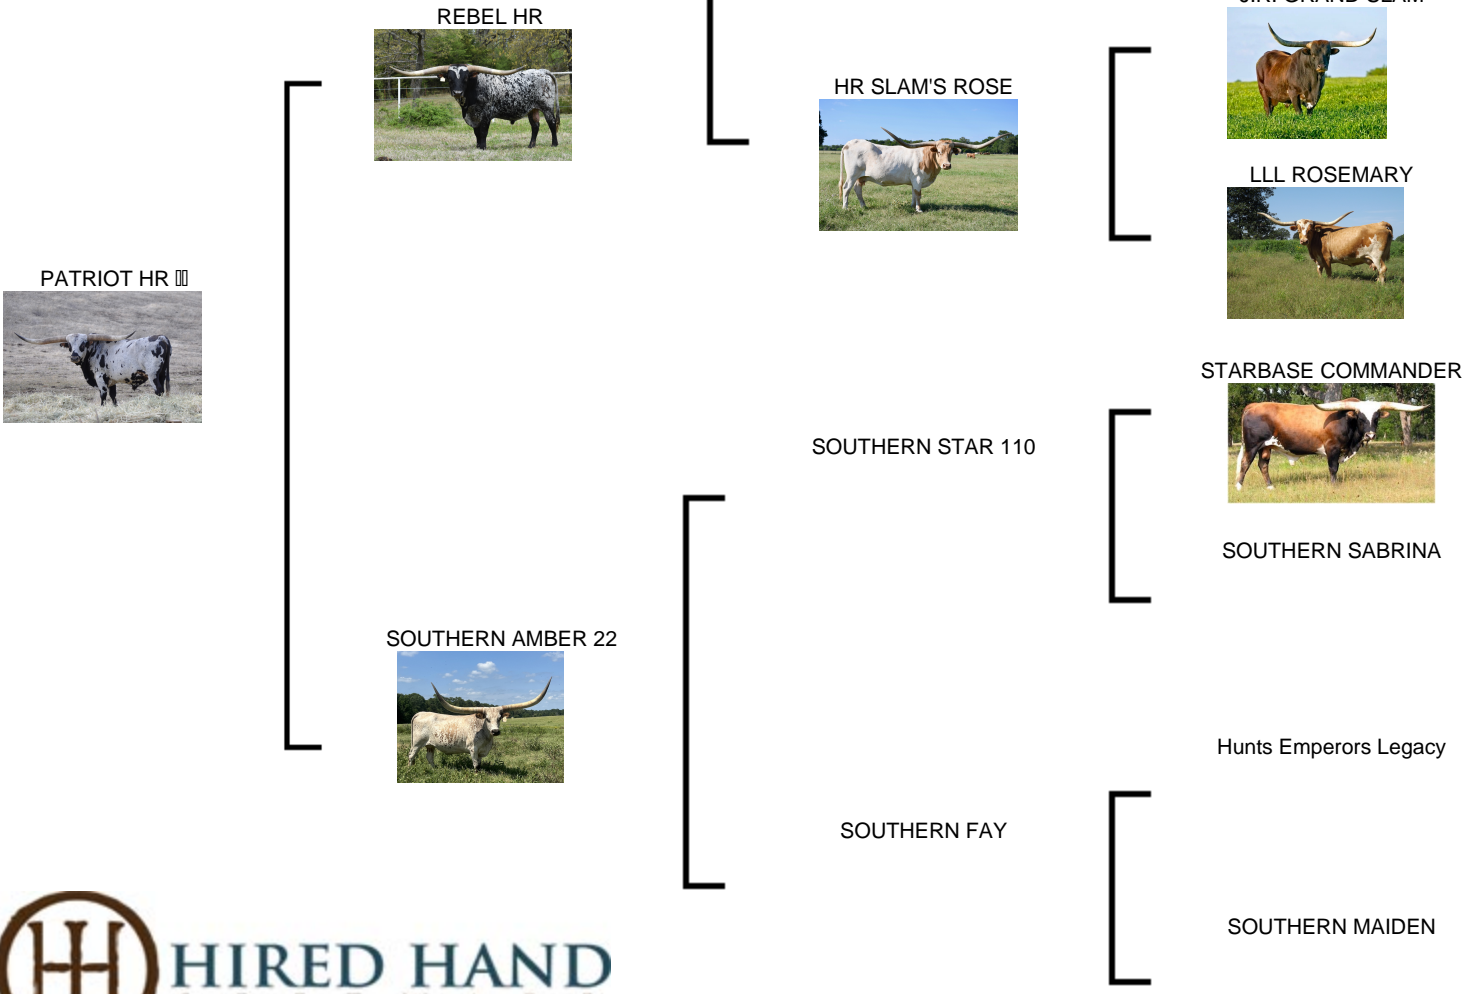 REBEL HR
HR SLAM'S ROSE
LLL ROSEMARY
PATRIOT HR
STARBASE COMMANDER
SOUTHERN STAR 110
SOUTHERN SABRINA
SOUTHERN AMBER 22
Hunts Emperors Legacy
SOUTHERN FAY
SOUTHERN MAIDEN
HIRED HAND